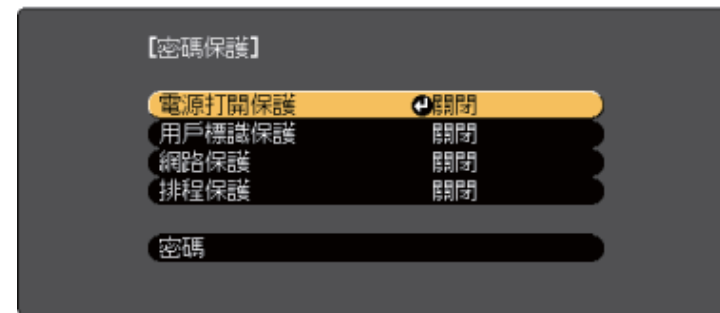 【密碼保護】
電源打開保護 關閉
用戶標識保護 關閉
網路保護 關閉
排程保護 關閉
密碼